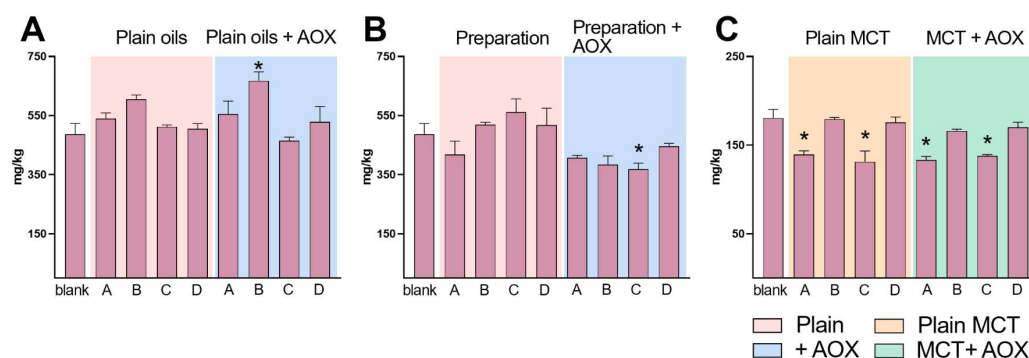 A
Plain oils
Plain oils + AOX
mg/kg
750
550
350
150
*
blank A B C D A B C D
B
Preparation
Preparation +
AOX
mg/kg
750
550
350
150
*
blank A B C D A B C D
C
Plain MCT
MCT + AOX
mg/kg
250
150
50
* * * *
blank A B C D A B C D
Plain
Plain MCT
+ AOX
MCT+ AOX